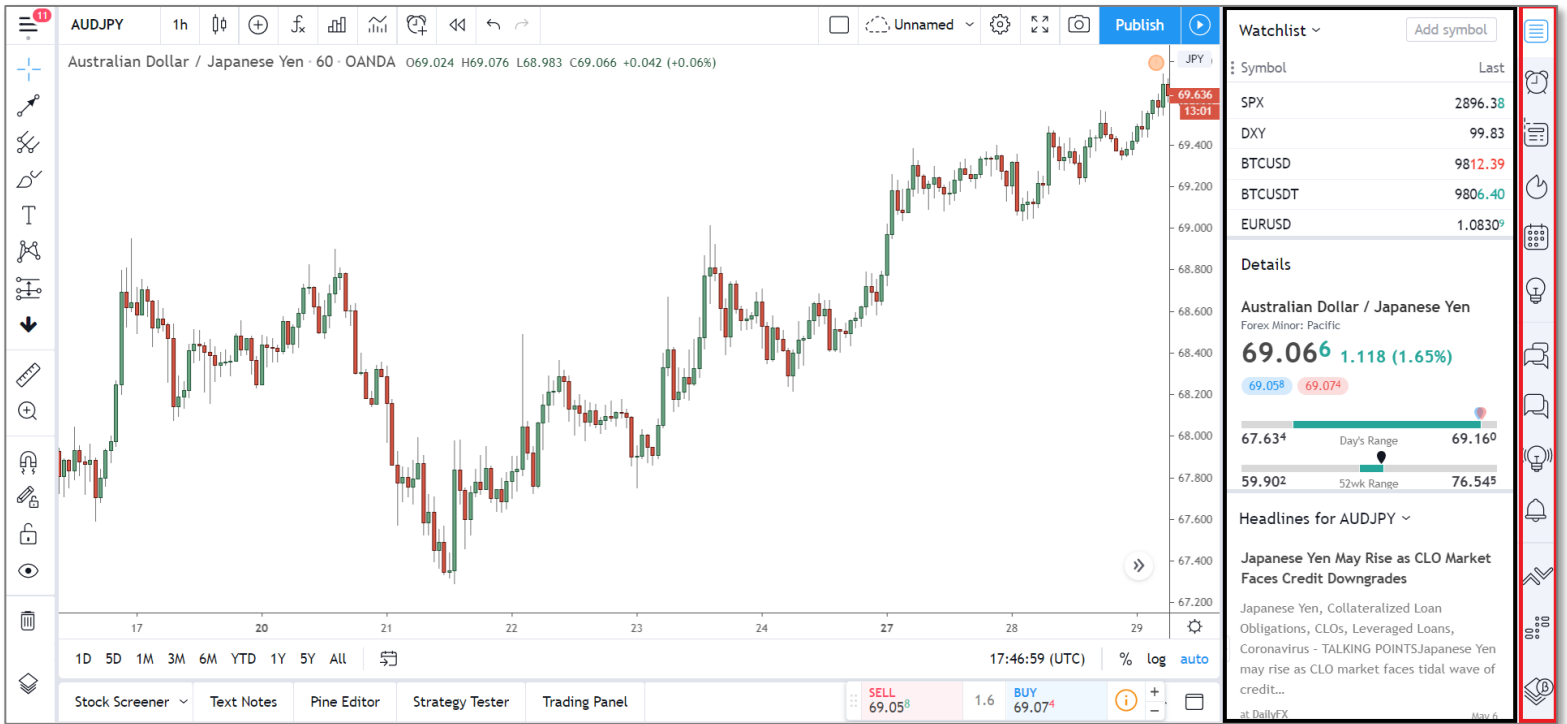 11
AUDJPY
1h
Unnamed
Publish
Australian Dollar / Japanese Yen · 60 · OANDA O69.024 H69.076 L68.983 C69.066 +0.042 (+0.06%)
JPY
69.636
13:01
69.400
69.200
69.000
68.800
68.600
68.400
68.200
68.000
67.800
67.600
67.400
67.200
17 20 21 22 23 24 27 28 29
1D 5D 1M 3M 6M YTD 1Y 5Y All
17:46:59 (UTC) % log auto
Stock Screener Text Notes Pine Editor Strategy Tester Trading Panel
SELL
69.058
1.6
BUY
69.074
Watchlist
Add symbol
Symbol Last
SPX 2896.38
DXY 99.83
BTCUSD 9812.39
BTCUSDT 9806.40
EURUSD 1.08309
Details
Australian Dollar / Japanese Yen
Forex Minor: Pacific
69.066 1.118 (1.65%)
69.058 69.074
67.634 Day's Range 69.160
59.902 52wk Range 76.545
Headlines for AUDJPY
Japanese Yen May Rise as CLO Market
Faces Credit Downgrades
Japanese Yen, Collateralized Loan
Obligations, CLOs, Leveraged Loans,
Coronavirus - TALKING POINTSJapanese Yen
may rise as CLO market faces tidal wave of
credit...
at DailyFX May 6
β